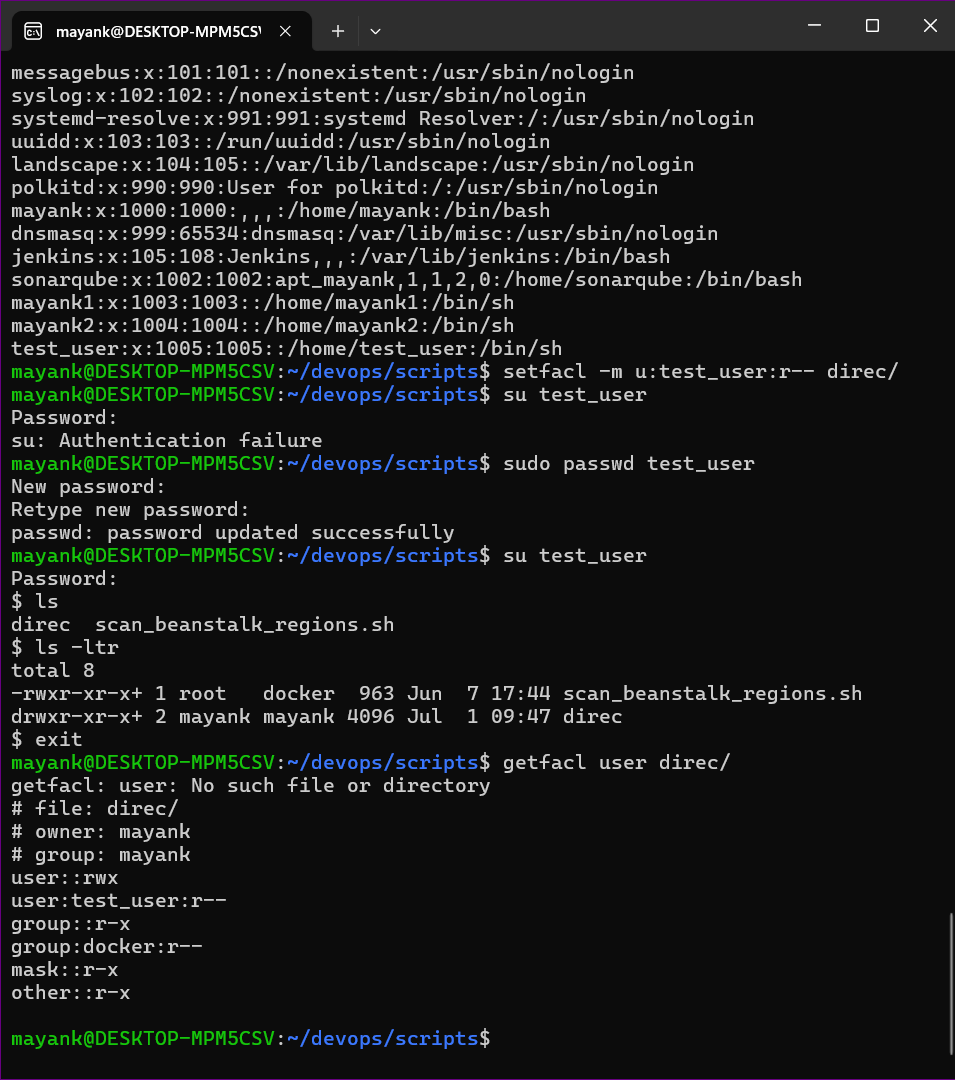 mayank@DESKTOP-MPM5CSV
messagebus:x:101:101::/nonexistent:/usr/sbin/nologin
syslog:x:102:102::/nonexistent:/usr/sbin/nologin
systemd-resolve:x:991:991:systemd Resolver:/:/usr/sbin/nologin
uuidd:x:103:103::/run/uuidd:/usr/sbin/nologin
landscape:x:104:105::/var/lib/landscape:/usr/sbin/nologin
polkitd:x:990:990:User for polkitd:/:/usr/sbin/nologin
mayank:x:1000:1000:,,,:/home/mayank:/bin/bash
dnsmasq:x:999:65534:dnsmasq:/var/lib/misc:/usr/sbin/nologin
jenkins:x:105:108:Jenkins,,,:/var/lib/jenkins:/bin/bash
sonarqube:x:1002:1002:apt_mayank,1,1,2,0:/home/sonarqube:/bin/bash
mayank1:x:1003:1003::/home/mayank1:/bin/sh
mayank2:x:1004:1004::/home/mayank2:/bin/sh
test_user:x:1005:1005::/home/test_user:/bin/sh
mayank@DESKTOP-MPM5CSV:~/devops/scripts$ setfacl -m u:test_user:r-- direc/
mayank@DESKTOP-MPM5CSV:~/devops/scripts$ su test_user
Password:
su: Authentication failure
mayank@DESKTOP-MPM5CSV:~/devops/scripts$ sudo passwd test_user
New password:
Retype new password:
passwd: password updated successfully
mayank@DESKTOP-MPM5CSV:~/devops/scripts$ su test_user
Password:
$ ls
direc  scan_beanstalk_regions.sh
$ ls -ltr
total 8
-rwxr-xr-x+ 1 root   docker  963 Jun  7 17:44 scan_beanstalk_regions.sh
drwxr-xr-x+ 2 mayank mayank 4096 Jul  1 09:47 direc
$ exit
mayank@DESKTOP-MPM5CSV:~/devops/scripts$ getfacl user direc/
getfacl: user: No such file or directory
# file: direc/
# owner: mayank
# group: mayank
user::rwx
user:test_user:r--
group::r-x
group:docker:r--
mask::r-x
other::r-x
mayank@DESKTOP-MPM5CSV:~/devops/scripts$